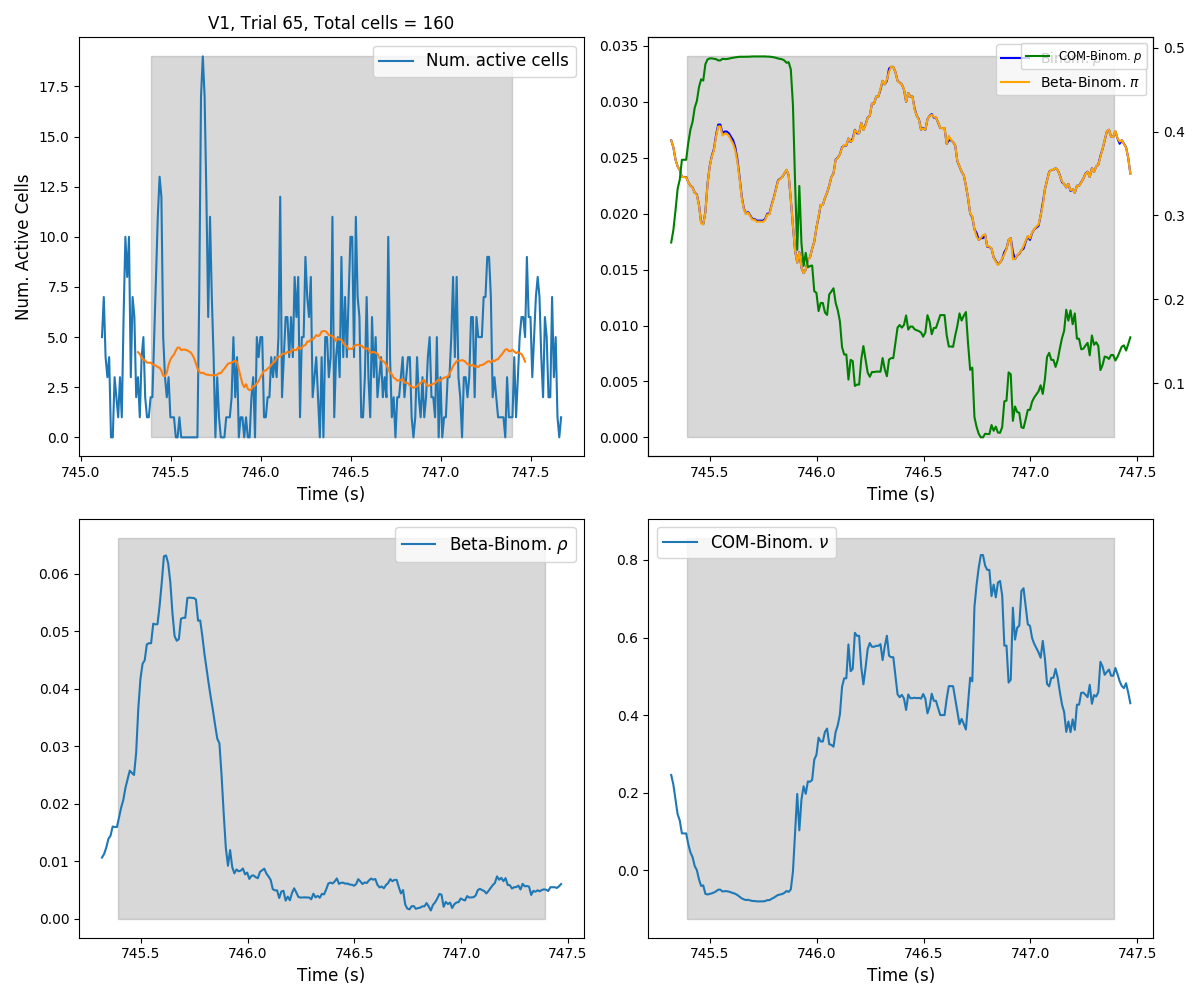 V1, Trial 65, Total cells = 160
Num. Active Cells
17.5
15.0
12.5
10.0
7.5
5.0
2.5
0.0
Num. active cells
745.0 745.5 746.0 746.5 747.0 747.5
Time (s)
0.035
0.030
0.025
0.020
0.015
0.010
0.005
0.000
COM-Binom. p
Beta-Binom. π
0.5
0.4
0.3
0.2
0.1
745.5 746.0 746.5 747.0 747.5
Time (s)
0.06
0.05
0.04
0.03
0.02
0.01
0.00
Beta-Binom. ρ
745.5 746.0 746.5 747.0 747.5
Time (s)
0.8
0.6
0.4
0.2
0.0
COM-Binom. ν
745.5 746.0 746.5 747.0 747.5
Time (s)